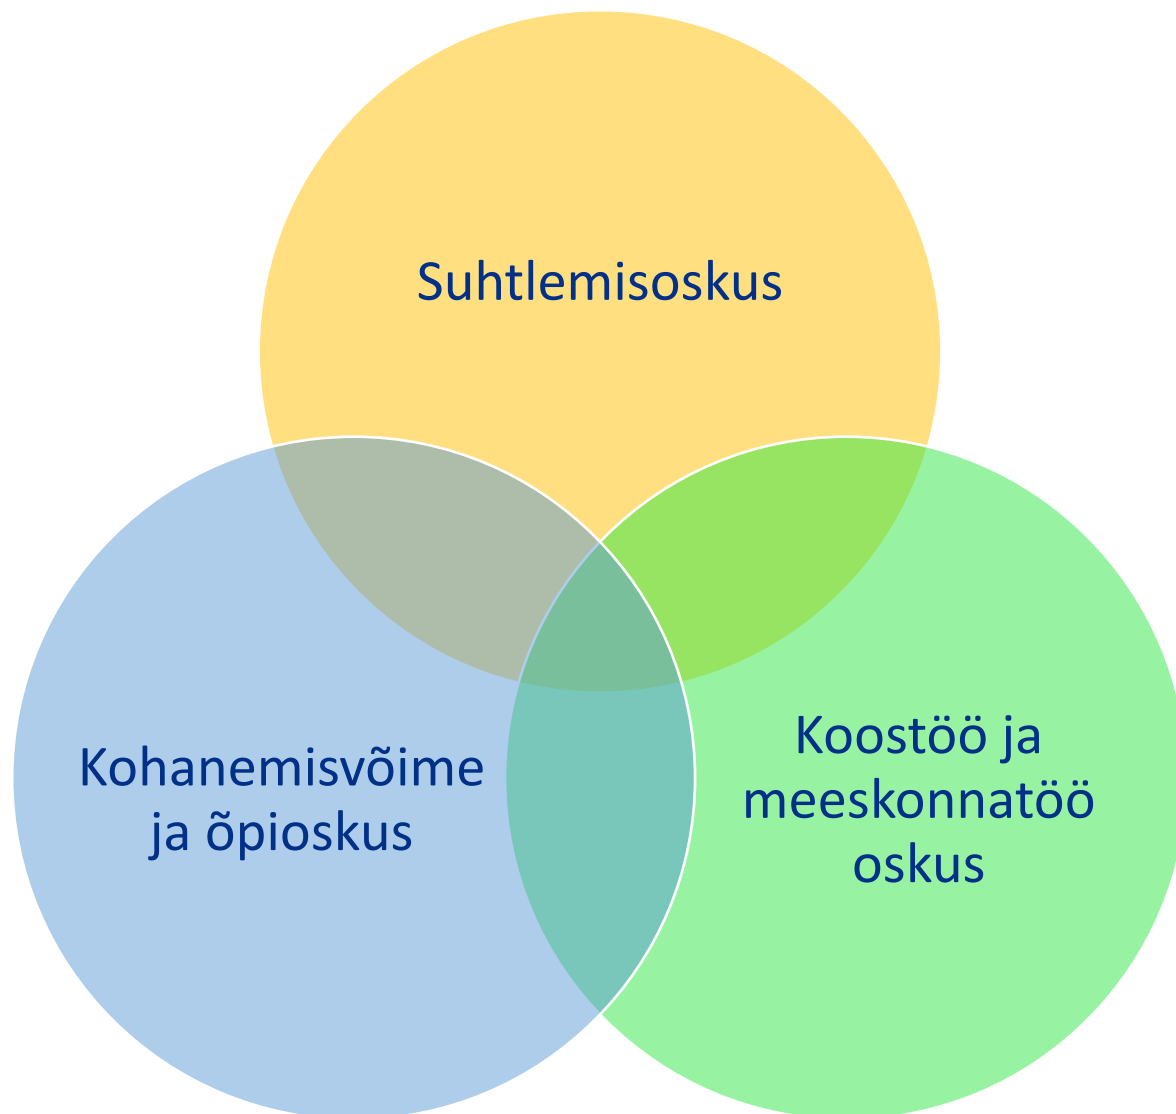 Suhtlemisoskus
Kohanemisvõime
ja õpioskus
Koostöö ja
meeskonnatöö
oskus